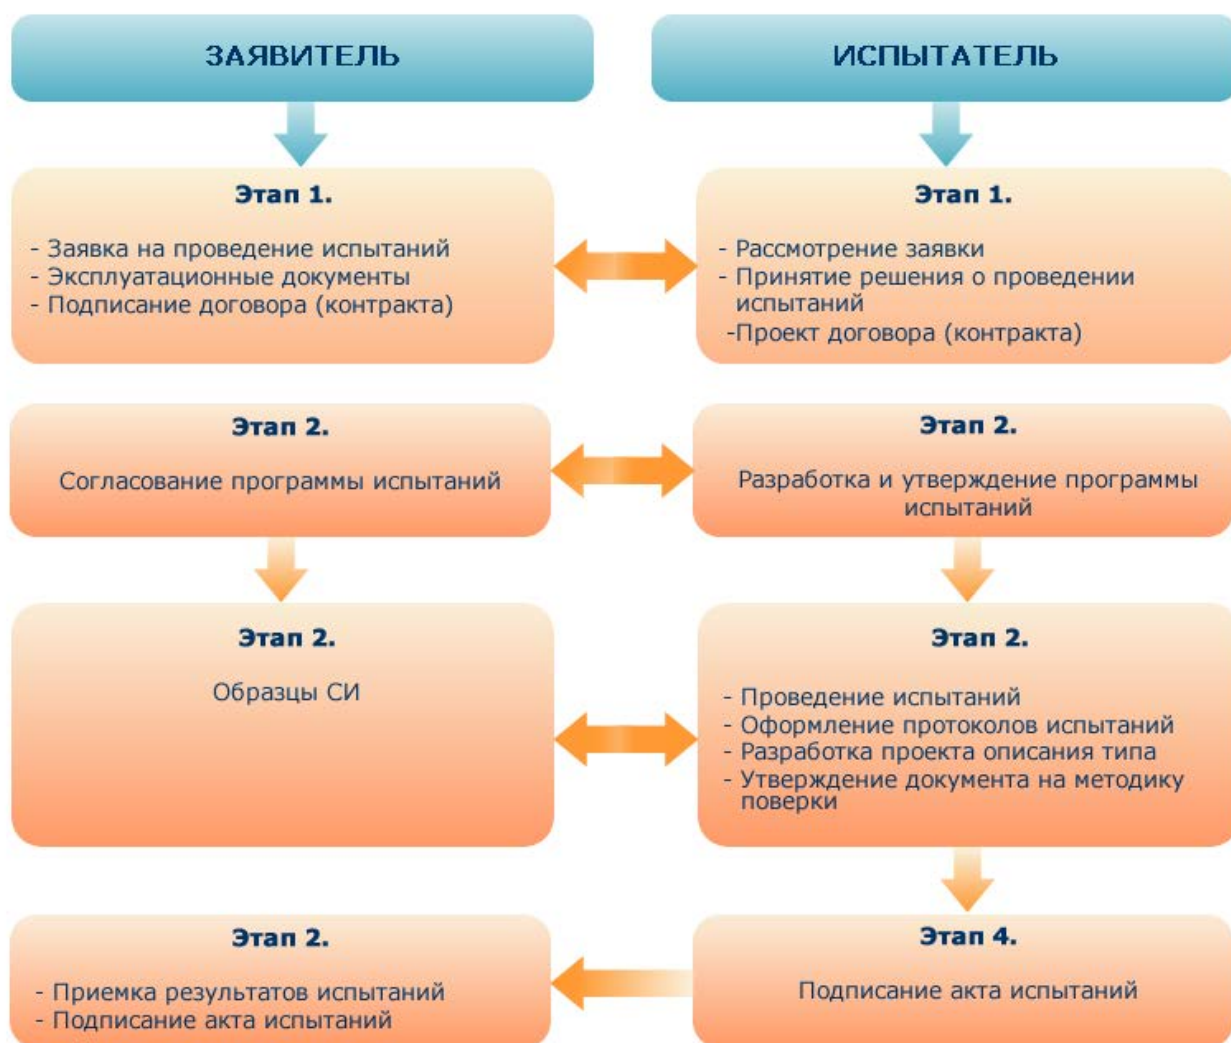 ЗАЯВИТЕЛЬ
ИСПЫТАТЕЛЬ
Этап 1.
- Заявка на проведение испытаний
- Эксплуатационные документы
- Подписание договора (контракта)
Этап 1.
- Рассмотрение заявки
- Принятие решения о проведении
испытаний
-Проект договора (контракта)
Этап 2.
Согласование программы испытаний
Этап 2.
Разработка и утверждение программы
испытаний
Этап 2.
Образцы СИ
Этап 2.
- Проведение испытаний
- Оформление протоколов испытаний
- Разработка проекта описания типа
- Утверждение документа на методику
поверки
Этап 2.
- Приемка результатов испытаний
- Подписание акта испытаний
Этап 4.
Подписание акта испытаний